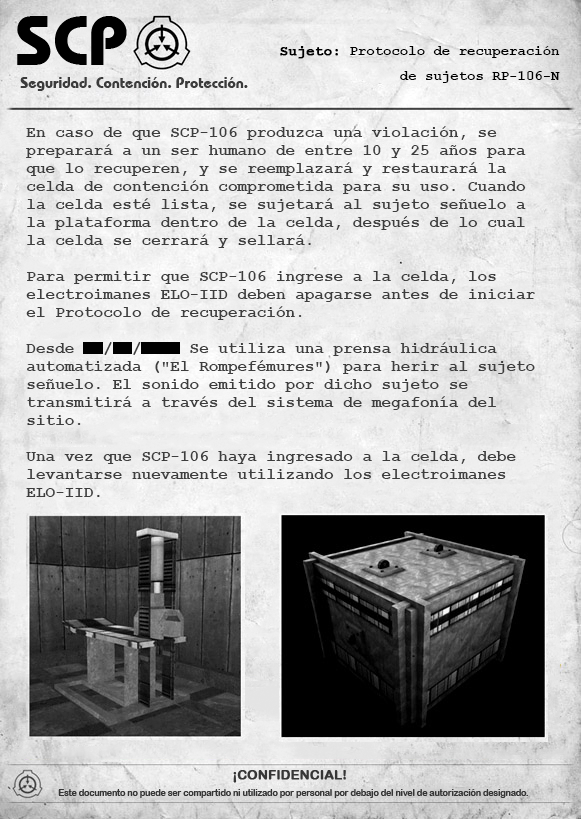 SCP
Seguridad. Contención. Protección.
Sujeto: Protocolo de recuperación
de sujetos RP-106-N
En caso de que SCP-106 produzca una violación, se
preparará a un ser humano de entre 10 y 25 años para
que lo recuperen, y se reemplazará y restaurará la
celda de contención comprometida para su uso. Cuando
la celda esté lista, se sujetará al sujeto señuelo a
la plataforma dentro de la celda, después de lo cual
la celda se cerrará y sellará.
Para permitir que SCP-106 ingrese a la celda, los
electroimanes ELO-IID deben apagarse antes de iniciar
el Protocolo de recuperación.
Desde / / Se utiliza una prensa hidráulica
automatizada ("El Rompefémures") para herir al sujeto
señuelo. El sonido emitido por dicho sujeto se
transmitirá a través del sistema de megafonía del
sitio.
Una vez que SCP-106 haya ingresado a la celda, debe
levantarse nuevamente utilizando los electroimanes
ELO-IID.
¡CONFIDENCIAL!
Este documento no puede ser compartido ni utilizado por personal por debajo del nivel de autorización designado.